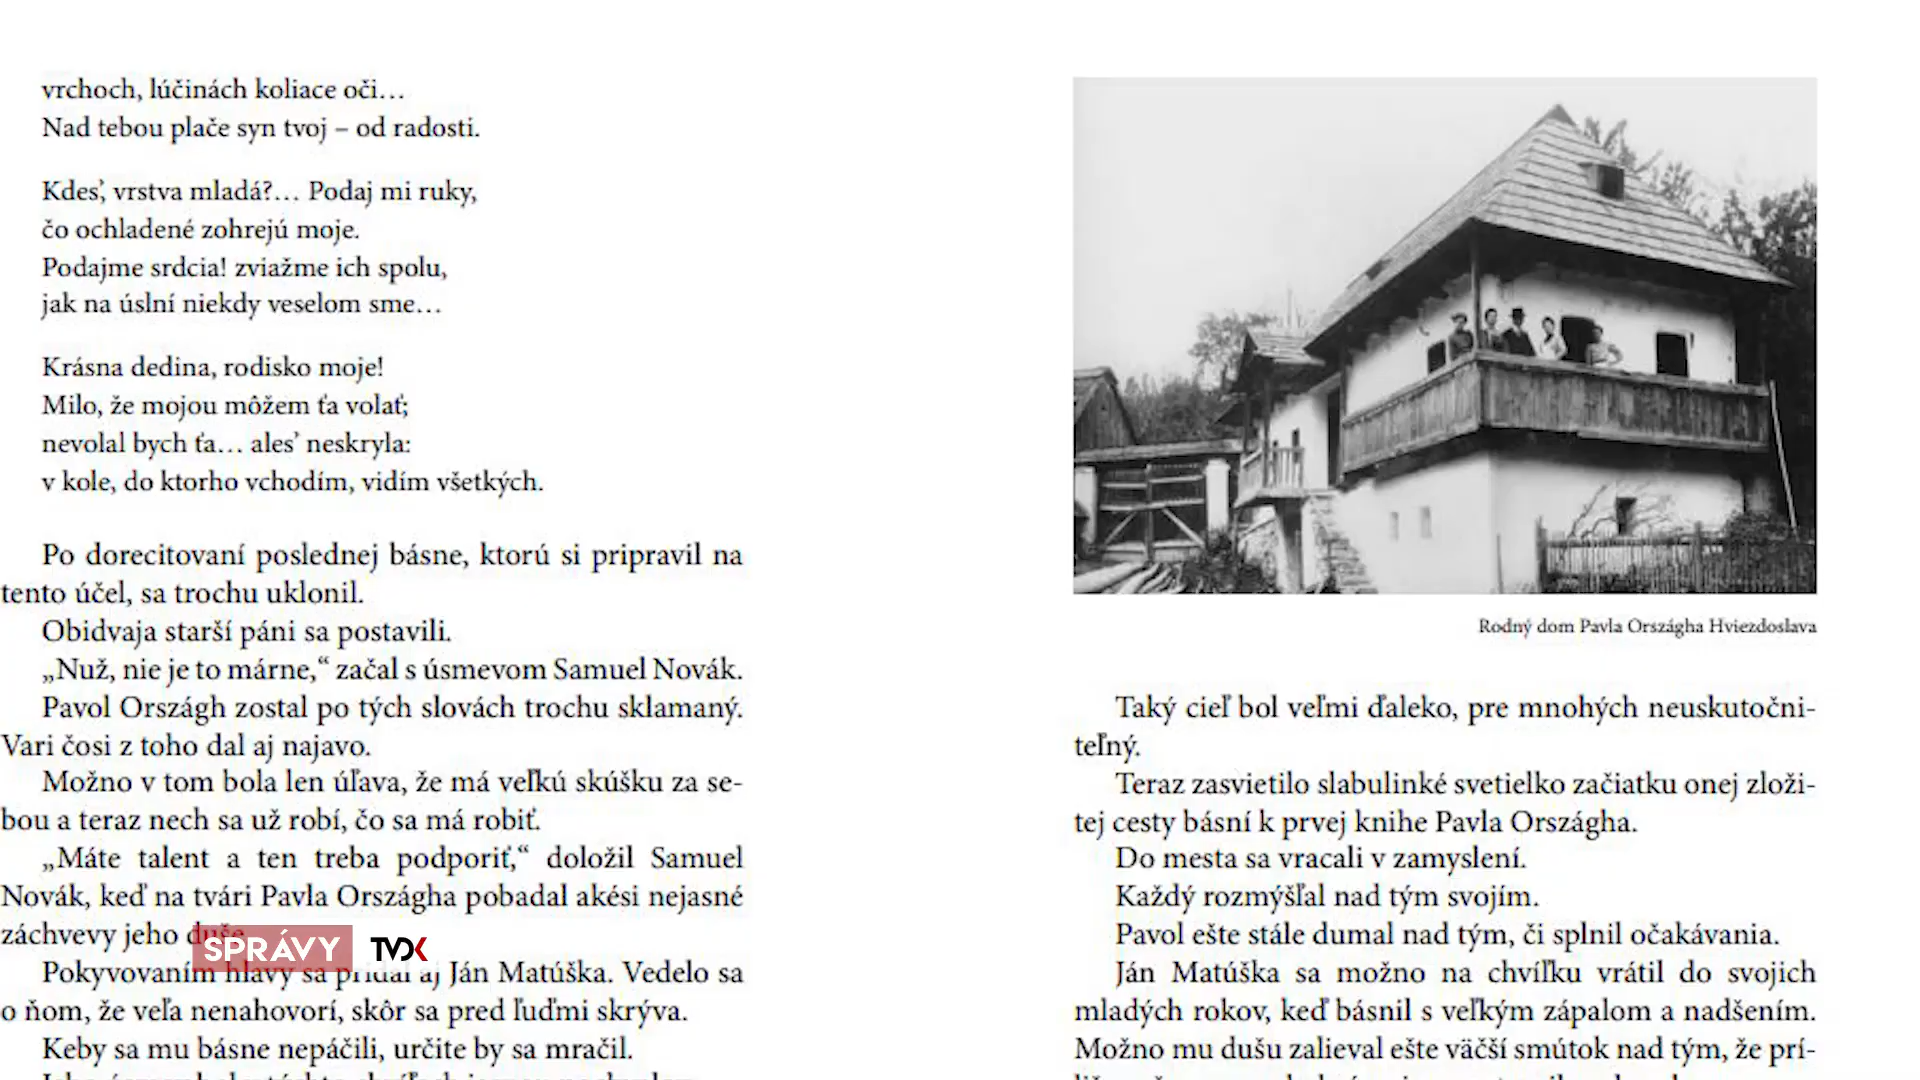 vrchoch, lúčinách koliace oči…
Nad tebou plače syn tvoj – od radosti.
Kdes’, vrstva mladá?… Podaj mi ruky,
čo ochladené zohrejú moje.
Podajme srdcia! zviažme ich spolu,
jak na úslní niekdy veselom sme…
Krásna dedina, rodisko moje!
Milo, že mojou môžem ťa volať;
nevolal bych ťa… ales’ neskryla:
v kole, do ktorho vchodím, vidím všetkých.
Po dorecitovaní poslednej básne, ktorú si pripravil na
tento účel, sa trochu uklonil.
Obidvaja starší páni sa postavili.
„Nuž, nie je to márne,“ začal s úsmevom Samuel Novák.
Pavol Országh zostal po tých slovách trochu sklamaný.
Vari čosi z toho dal aj najavo.
Možno v tom bola len úľava, že má veľkú skúšku za se-
bou a teraz nech sa už robí, čo sa má robiť.
„Máte talent a ten treba podporiť,“ doložil Samuel
Novák, keď na tvári Pavla Országha pobadal akési nejasné
záchvevy jeho duše.
SPRÁVY TVDK
Pokyvovaním hlavy sa pridal aj Ján Matúška. Vedelo sa
o ňom, že veľa nenahovorí, skôr sa pred ľuďmi skrýva.
Keby sa mu básne nepáčili, určite by sa mračil.
Rodný dom Pavla Országha Hviezdoslava
Taký cieľ bol veľmi ďaleko, pre mnohých neuskutočni-
teľný.
Teraz zasvietilo slabulinké svetielko začiatku onej zloži-
tej cesty básní k prvej knihe Pavla Országha.
Do mesta sa vracali v zamyslení.
Každý rozmýšľal nad tým svojím.
Pavol ešte stále dumal nad tým, či splnil očakávania.
Ján Matúška sa možno na chvíľku vrátil do svojich
mladých rokov, keď básnil s veľkým zápalom a nadšením.
Možno mu dušu zalieval ešte väčší smútok nad tým, že prí-